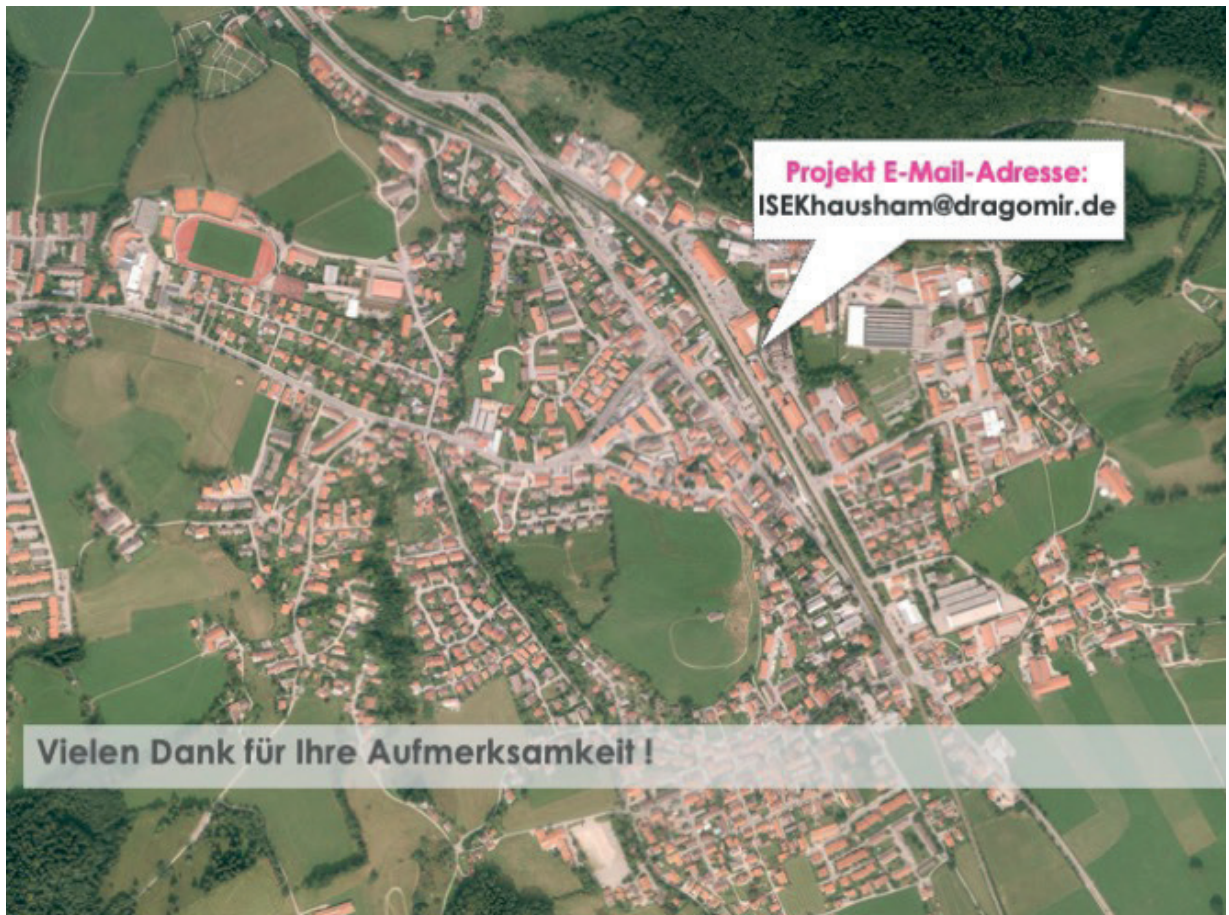 Projekt E-Mail-Adresse:
ISEKhausham@dragomir.de
Vielen Dank für Ihre Aufmerksamkeit !